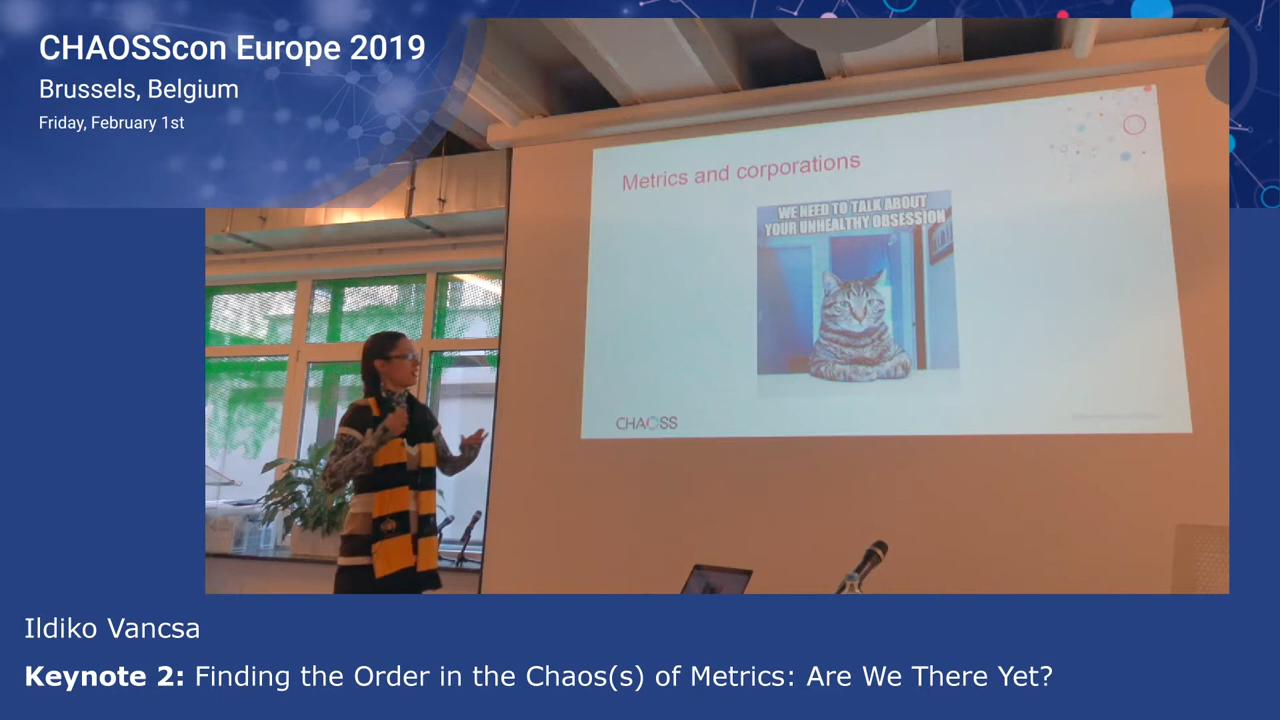 CHAOSScon Europe 2019
Brussels, Belgium
Friday, February 1st
Metrics and corporations
WE NEED TO TALK ABOUT
YOUR UNHEALTHY OBSESSION
CHAOSS
Ildiko Vancsa
Keynote 2: Finding the Order in the Chaos(s) of Metrics: Are We There Yet?